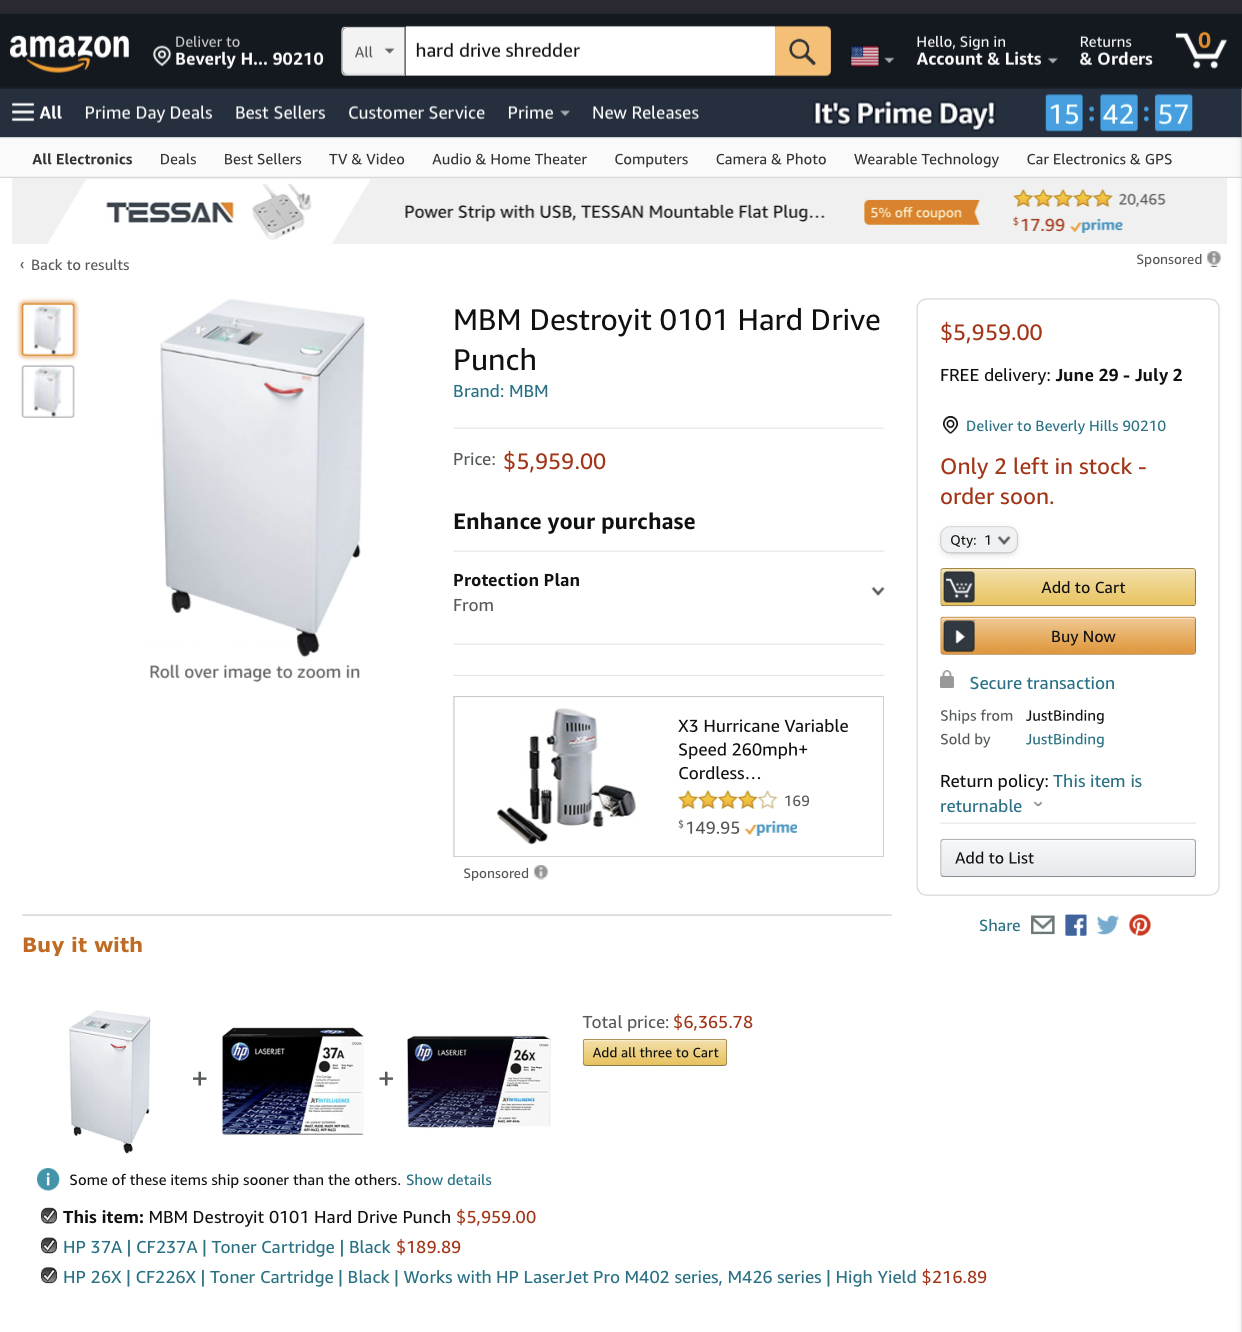 amazon
Deliver to
Beverly H... 90210
All
hard drive shredder
Hello, Sign in
Account & Lists
Returns
& Orders
0
All
Prime Day Deals
Best Sellers
Customer Service
Prime
New Releases
It's Prime Day!
15 : 42 : 57
All Electronics
Deals
Best Sellers
TV & Video
Audio & Home Theater
Computers
Camera & Photo
Wearable Technology
Car Electronics & GPS
TESSAN
Power Strip with USB, TESSAN Mountable Flat Plug...
5% off coupon
20,465
$17.99 prime
‹ Back to results
Sponsored
MBM Destroyit 0101 Hard Drive
Punch
Brand: MBM
Price: $5,959.00
Enhance your purchase
Protection Plan
From
Roll over image to zoom in
X3 Hurricane Variable
Speed 260mph+
Cordless...
169
$149.95 prime
Sponsored
$5,959.00
FREE delivery: June 29 - July 2
Deliver to Beverly Hills 90210
Only 2 left in stock -
order soon.
Qty: 1
Add to Cart
Buy Now
Secure transaction
Ships from JustBinding
Sold by JustBinding
Return policy: This item is
returnable
Add to List
Share
Buy it with
+
hp LASERJET 37A
JETINTELLIGENCE
+
hp LASERJET 26X
JETINTELLIGENCE
Total price: $6,365.78
Add all three to Cart
Some of these items ship sooner than the others. Show details
This item: MBM Destroyit 0101 Hard Drive Punch $5,959.00
HP 37A | CF237A | Toner Cartridge | Black $189.89
HP 26X | CF226X | Toner Cartridge | Black | Works with HP LaserJet Pro M402 series, M426 series | High Yield $216.89